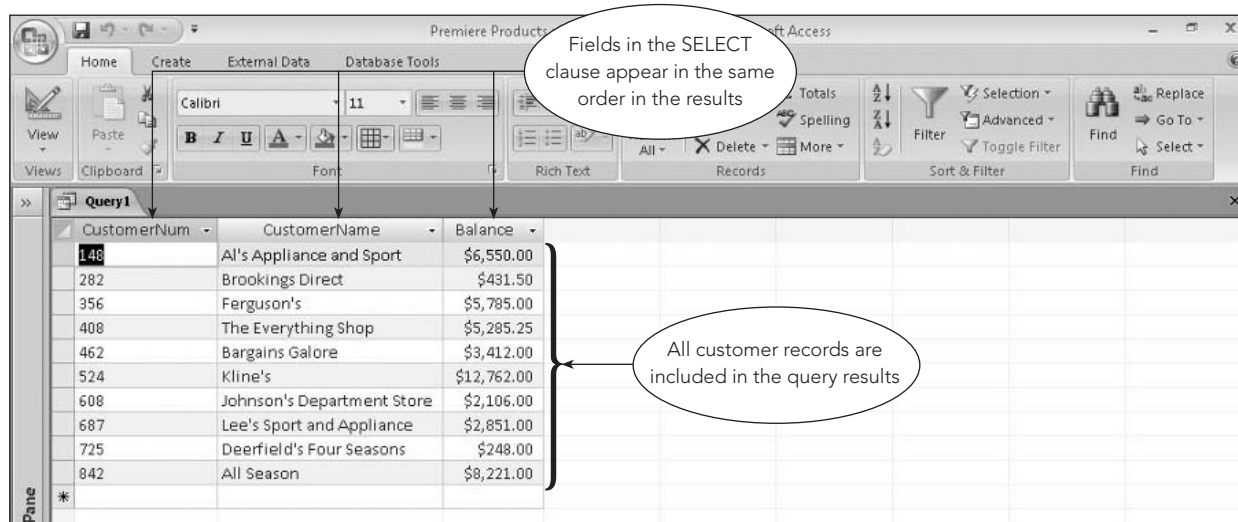 Premiere Products
ft Access
Fields in the SELECT
clause appear in the same
order in the results
Home Create External Data Database Tools
View
Paste
Calibri 11
B I U A
ab
All
Totals
Spelling
Delete More
Filter
Selection
Advanced
Toggle Filter
Find
Replace
Go To
Select
Views Clipboard Font Rich Text Records Sort & Filter Find
Query1
CustomerNum CustomerName Balance
148 Al's Appliance and Sport $6,550.00
282 Brookings Direct $431.50
356 Ferguson's $5,785.00
408 The Everything Shop $5,285.25
462 Bargains Galore $3,412.00
524 Kline's $12,762.00
608 Johnson's Department Store $2,106.00
687 Lee's Sport and Appliance $2,851.00
725 Deerfield's Four Seasons $248.00
842 All Season $8,221.00
All customer records are
included in the query results
Pane